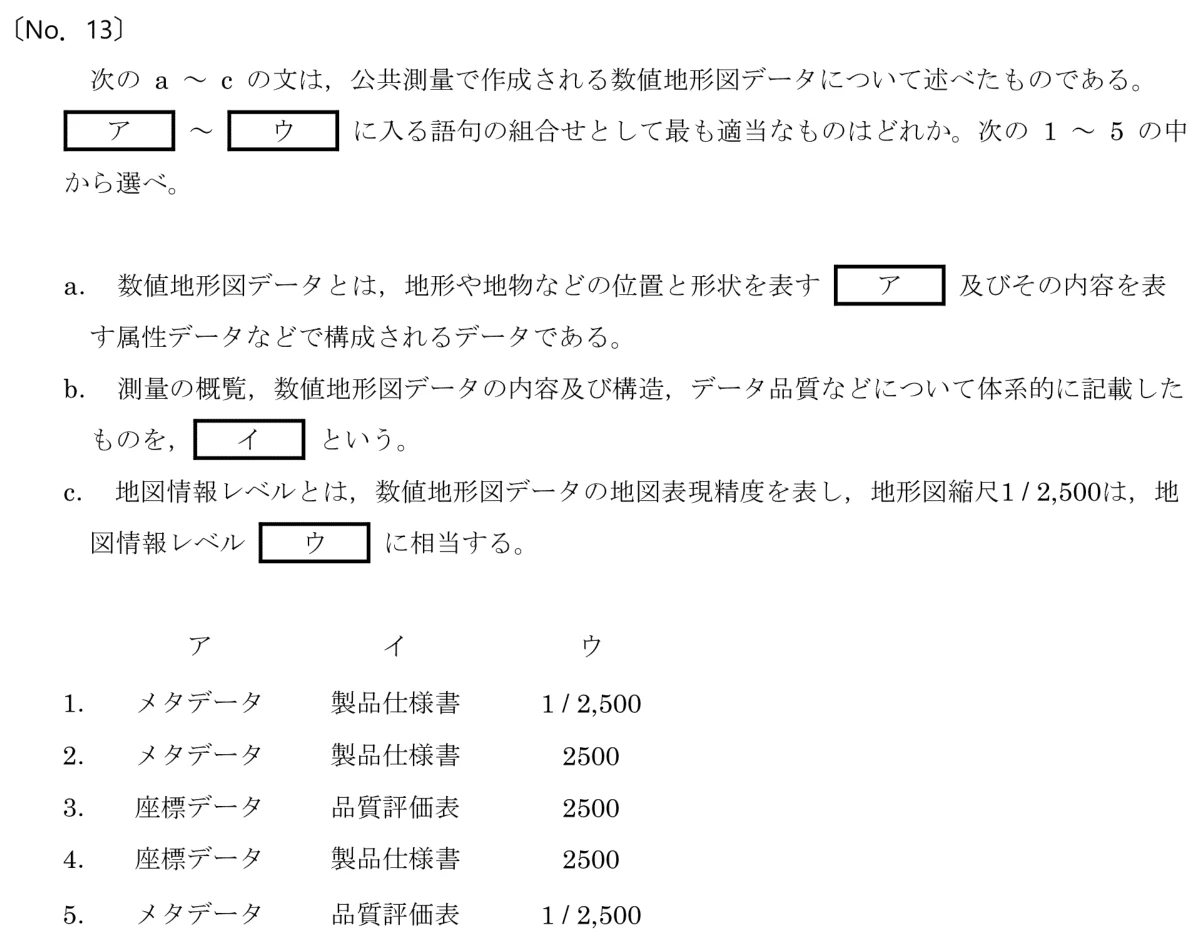 〔No. 13〕
次の a ～ c の文は，公共測量で作成される数値地形図データについて述べたものである。
ア ～ ウ に入る語句の組合せとして最も適当なものはどれか。次の 1 ～ 5 の中
から選べ。
a. 数値地形図データとは，地形や地物などの位置と形状を表す ア 及びその内容を表
す属性データなどで構成されるデータである。
b. 測量の概覧，数値地形図データの内容及び構造，データ品質などについて体系的に記載した
ものを， イ という。
c. 地図情報レベルとは，数値地形図データの地図表現精度を表し，地形図縮尺1 / 2,500は，地
図情報レベル ウ に相当する。
ア イ ウ
1. メタデータ 製品仕様書 1 / 2,500
2. メタデータ 製品仕様書 2500
3. 座標データ 品質評価表 2500
4. 座標データ 製品仕様書 2500
5. メタデータ 品質評価表 1 / 2,500